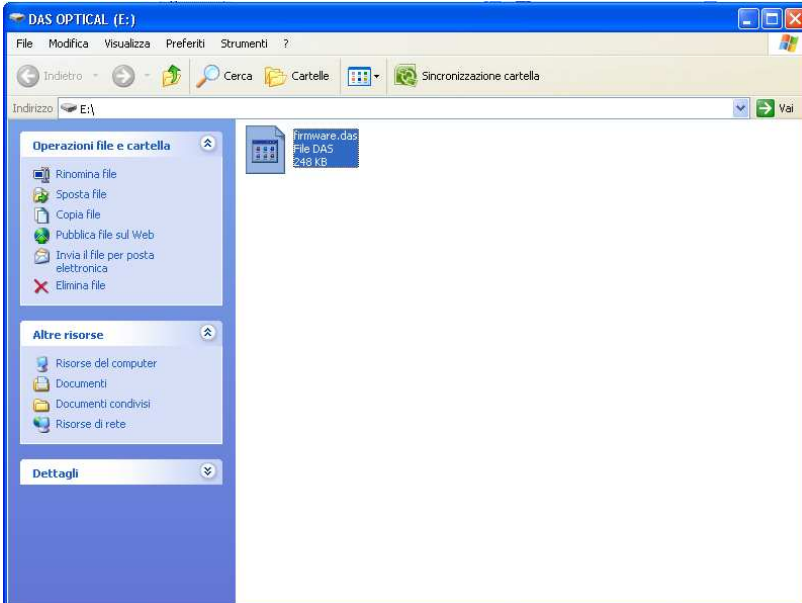 DAS OPTICAL (E:)
File Modifica Visualizza Preferiti Strumenti ?
Indietro Cerca Cartelle Sincronizzazione cartella
Indirizzo E:\ Vai
Operazioni file e cartella
Rinomina file
Sposta file
Copia file
Pubblica file sul Web
Invia il file per posta
elettronica
Elimina file
Altre risorse
Risorse del computer
Documenti
Documenti condivisi
Risorse di rete
Dettagli
firmware.das
File DAS
248 KB